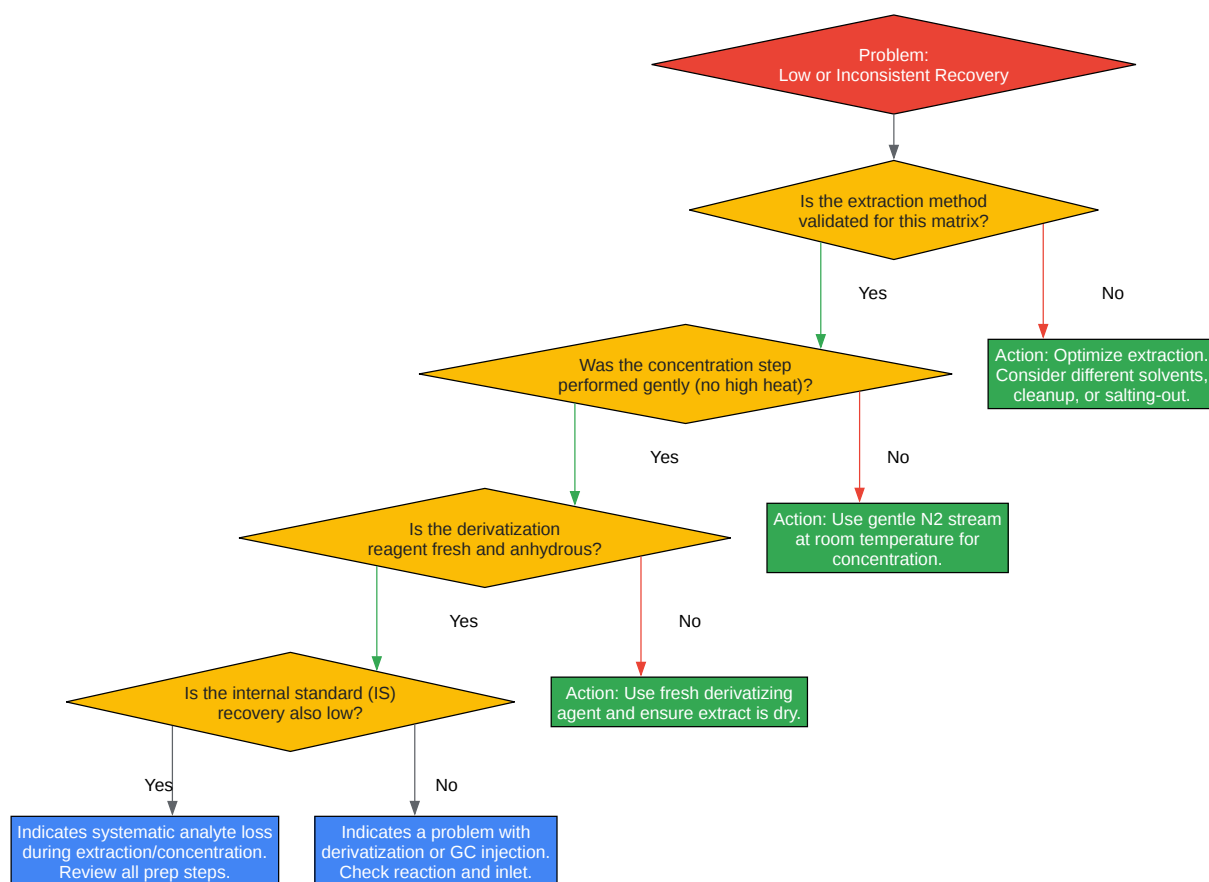 Problem:
Low or Inconsistent Recovery
Is the extraction method
validated for this matrix?
Yes
No
Action: Optimize extraction.
Consider different solvents,
cleanup, or salting-out.
Was the concentration step
performed gently (no high heat)?
Yes
No
Action: Use gentle N2 stream
at room temperature for
concentration.
Is the derivatization
reagent fresh and anhydrous?
Yes
No
Action: Use fresh derivatizing
agent and ensure extract is dry.
Is the internal standard (IS)
recovery also low?
Yes
No
Indicates systematic analyte loss
during extraction/concentration.
Review all prep steps.
Indicates a problem with
derivatization or GC injection.
Check reaction and inlet.